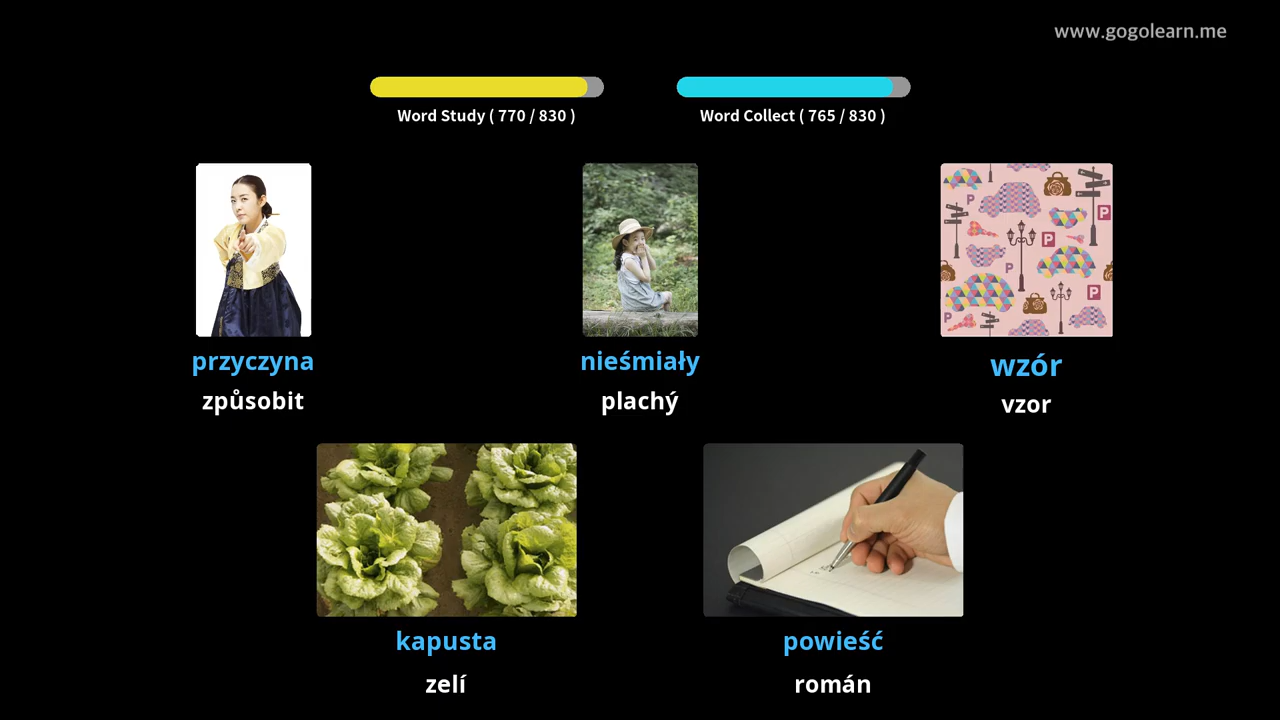 www.gogolearn.me
Word Study ( 770 / 830 )
Word Collect ( 765 / 830 )
przyczyna
způsobit
nieśmiały
plachý
wzór
vzor
kapusta
zelí
powieść
román